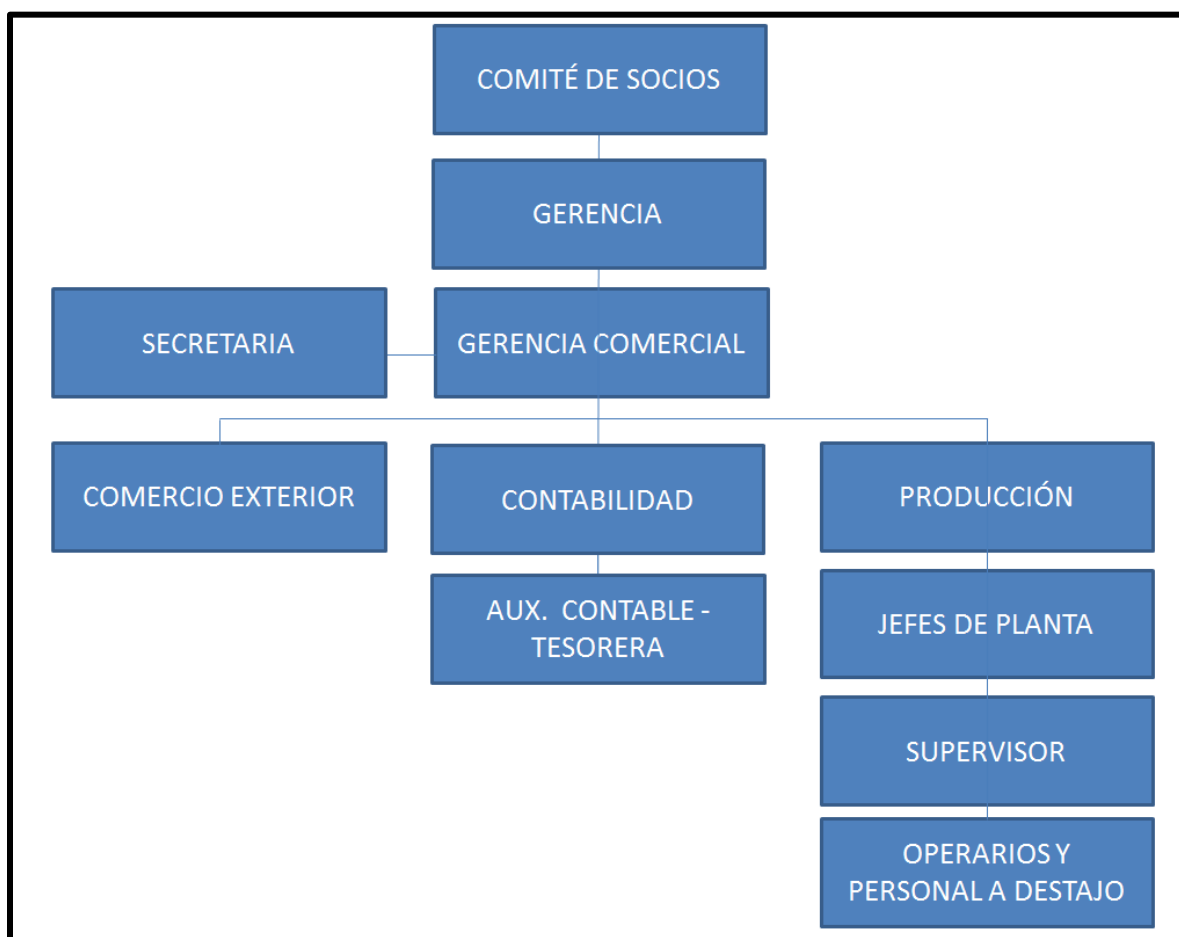 COMITÉ DE SOCIOS
GERENCIA
SECRETARIA
GERENCIA COMERCIAL
COMERCIO EXTERIOR
CONTABILIDAD
PRODUCCIÓN
AUX.  CONTABLE -
TESORERA
JEFES DE PLANTA
SUPERVISOR
OPERARIOS Y
PERSONAL A DESTAJO